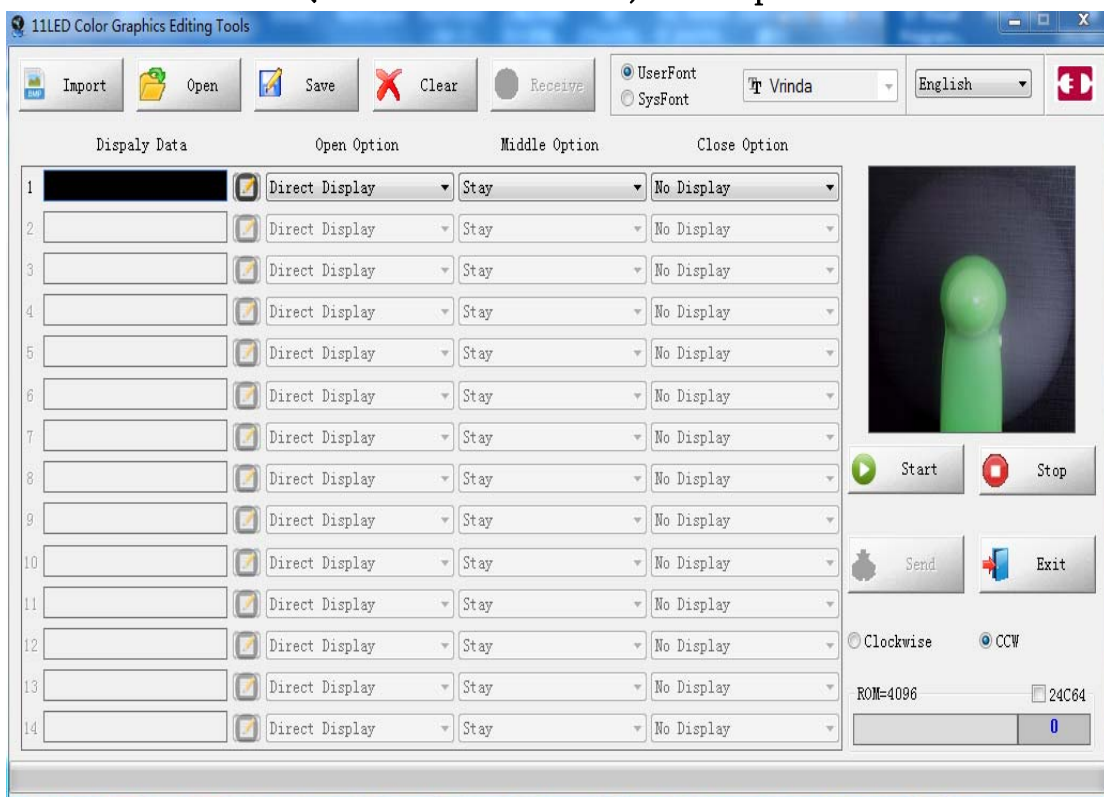 11LED Color Graphics Editing Tools
BMP Import Open Save Clear Receive UserFont SysFont Vrinda English
Dispaly Data Open Option Middle Option Close Option
1 Direct Display Stay No Display
2 Direct Display Stay No Display
3 Direct Display Stay No Display
4 Direct Display Stay No Display
5 Direct Display Stay No Display
6 Direct Display Stay No Display
7 Direct Display Stay No Display
8 Direct Display Stay No Display
9 Direct Display Stay No Display
10 Direct Display Stay No Display
11 Direct Display Stay No Display
12 Direct Display Stay No Display
13 Direct Display Stay No Display
14 Direct Display Stay No Display
Start Stop
Send Exit
Clockwise CCW
ROM=4096 24C64
0